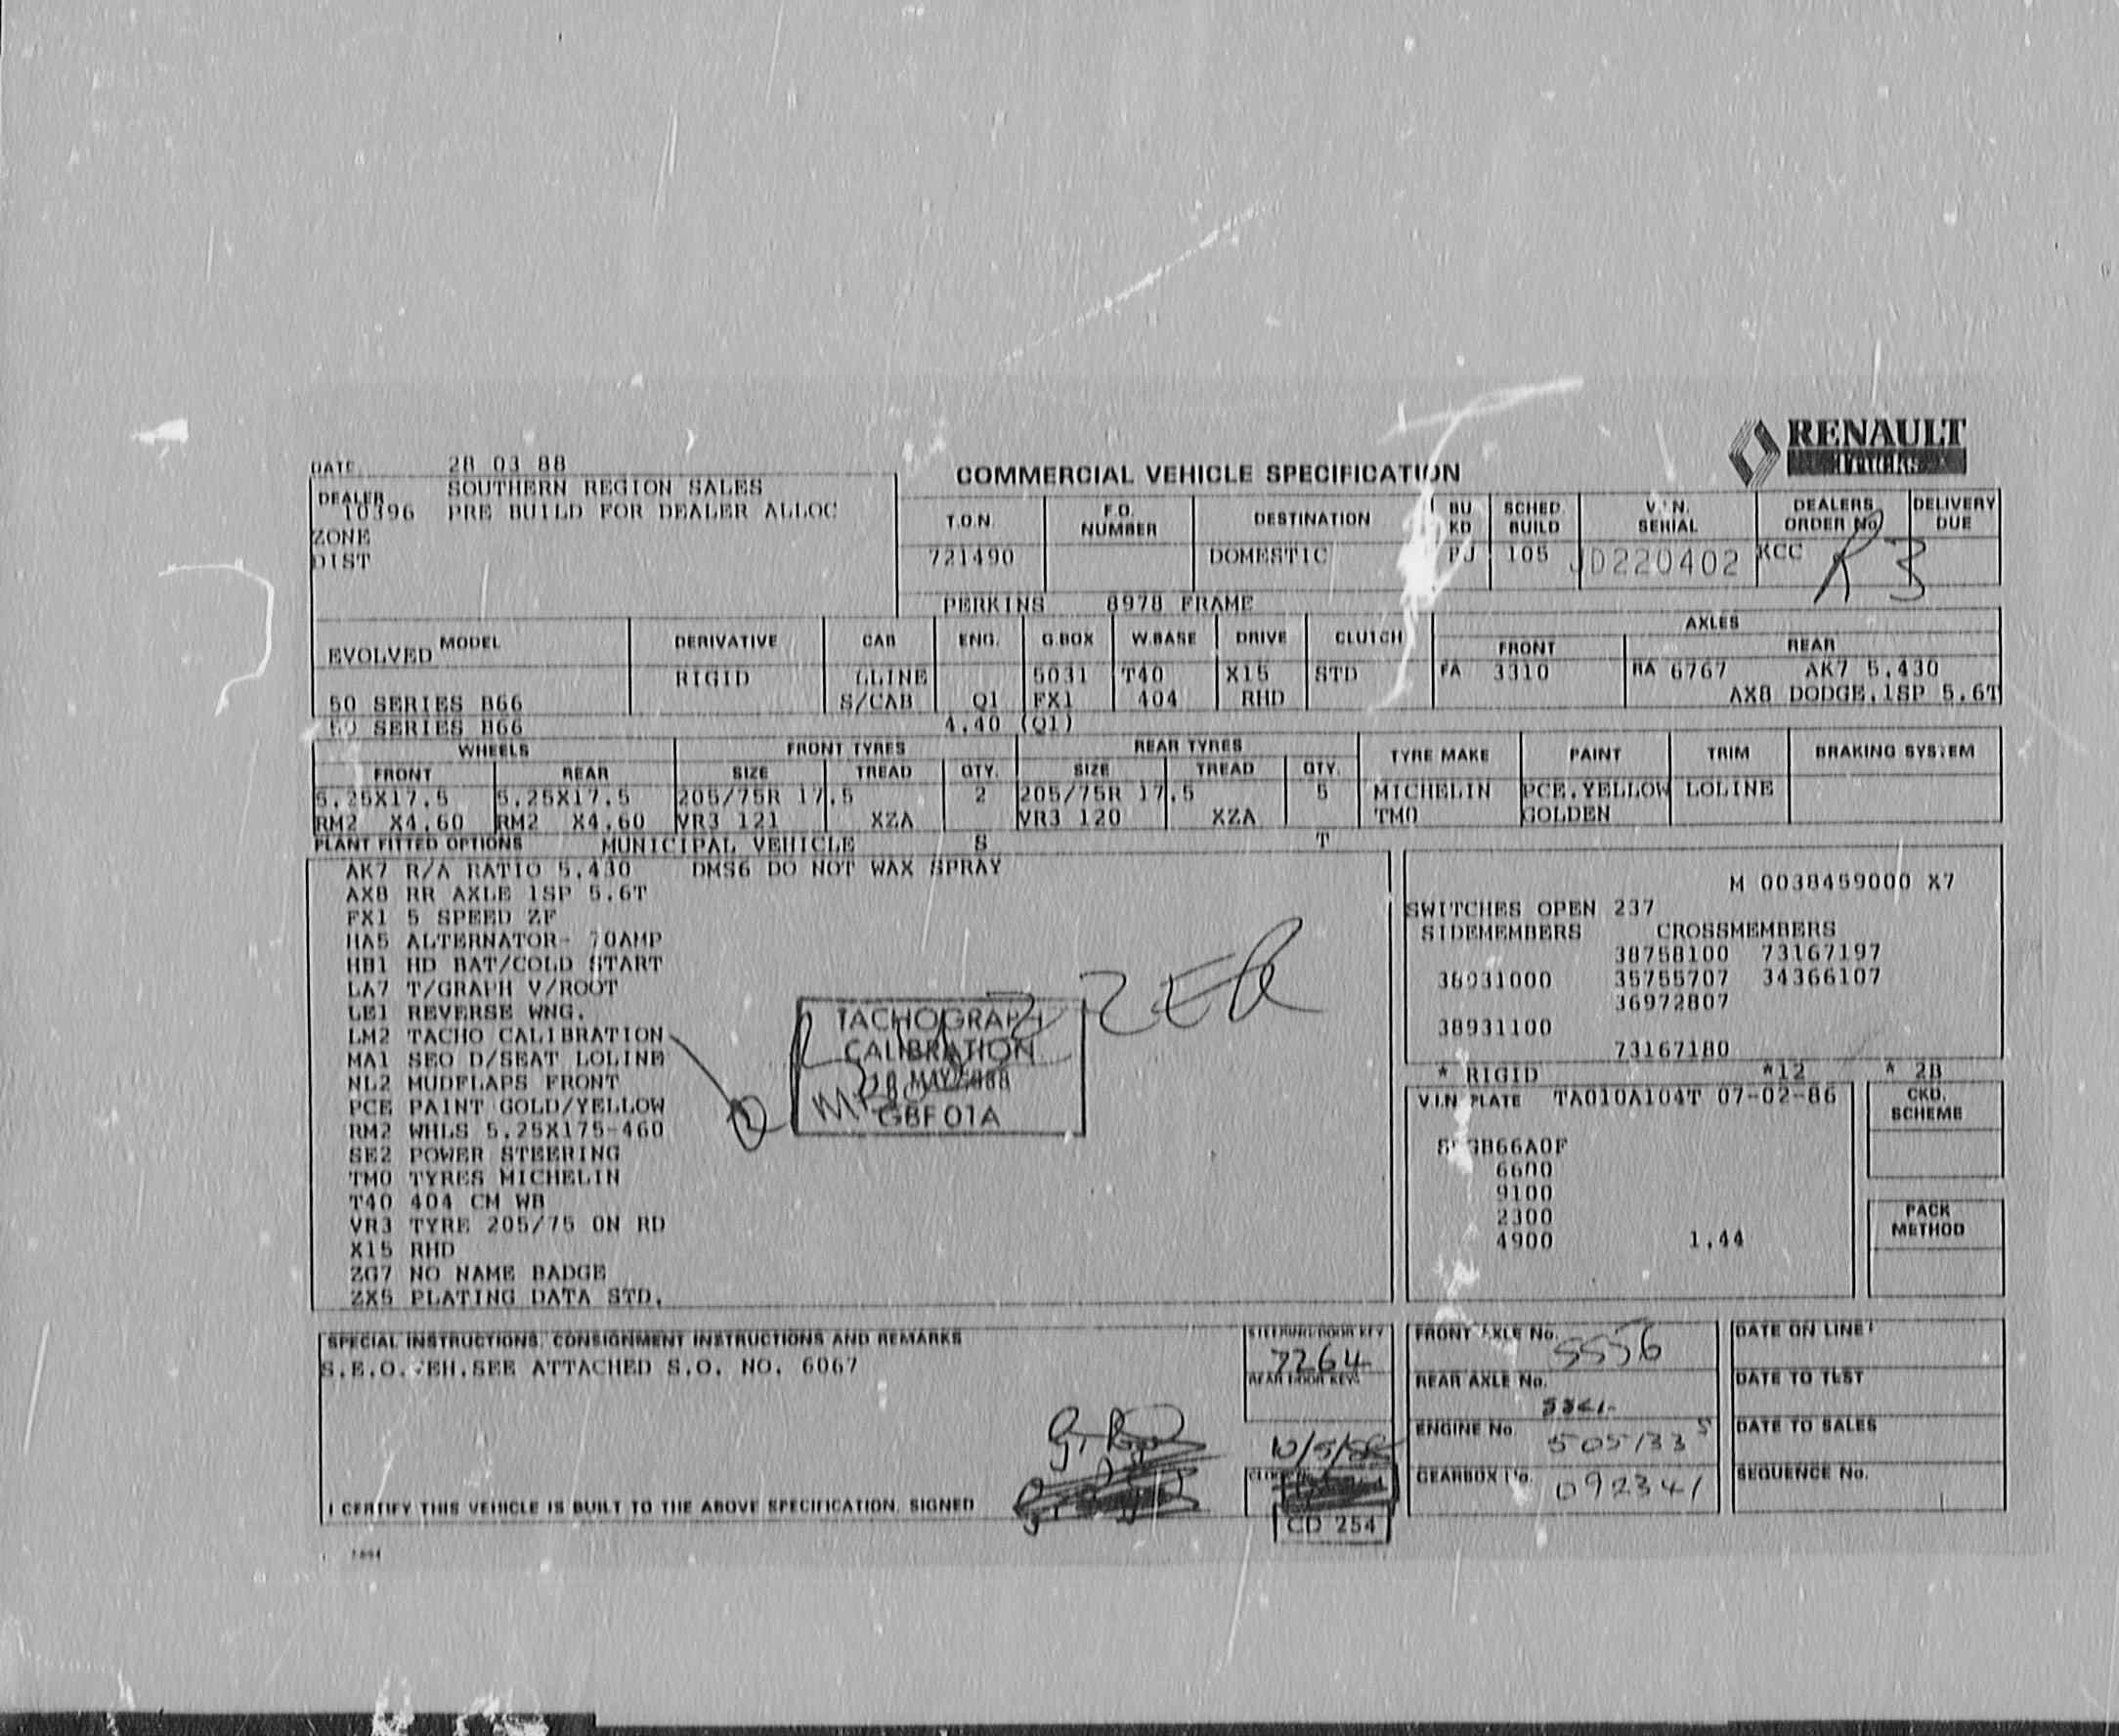 RENAULT
Trucks
DATE 28 03 88
COMMERCIAL VEHICLE SPECIFICATION
DEALER SOUTHERN REGION SALES
10396 PRE BUILD FOR DEALER ALLOC
ZONE
DIST
T.O.N. F.O. NUMBER DESTINATION BU KD SCHED. BUILD V.I.N. SERIAL DEALERS ORDER No DELIVERY DUE
721490 DOMESTIC PJ 105 JD220402 KCC R3
PERKINS 8978 FRAME
MODEL DERIVATIVE CAB ENG. G.BOX W.BASE DRIVE CLUTCH AXLES
FRONT REAR
EVOLVED
RIGID LLINE 5031 T40 X15 STD FA 3310 RA 6767 AK7 5.430
50 SERIES B66 S/CAB Q1 FX1 404 RHD AX8 DODGE.1SP 5.6T
50 SERIES B66 4.40 (Q1)
WHEELS FRONT TYRES REAR TYRES TYRE MAKE PAINT TRIM BRAKING SYSTEM
FRONT REAR SIZE TREAD QTY. SIZE TREAD QTY.
5.25X17.5 5.25X17.5 205/75R 17.5 2 205/75R 17.5 5 MICHELIN PCE.YELLOW LOLINE
RM2 X4.60 RM2 X4.60 VR3 121 XZA VR3 120 XZA TM0 GOLDEN
PLANT FITTED OPTIONS MUNICIPAL VEHICLE S T
AK7 R/A RATIO 5.430 DMS6 DO NOT WAX SPRAY
AX8 RR AXLE 1SP 5.6T
FX1 5 SPEED ZF
HA5 ALTERNATOR- 70AMP
HB1 HD BAT/COLD START
LA7 T/GRAPH V/ROOT
LE1 REVERSE WNG.
LM2 TACHO CALIBRATION
MA1 SEO D/SEAT LOLINE
NL2 MUDFLAPS FRONT
PCE PAINT GOLD/YELLOW
RM2 WHLS 5.25X175-460
SE2 POWER STEERING
TM0 TYRES MICHELIN
T40 404 CM WB
VR3 TYRE 205/75 ON RD
X15 RHD
ZG7 NO NAME BADGE
ZX5 PLATING DATA STD.
TACHOGRAPH
CALIBRATION
MAY 1988
GBF01A
M 0038459000 X7
SWITCHES OPEN 237
SIDEMEMBERS CROSSMEMBERS
38758100 73167197
38931000 35755707 34366107
36972807
38931100
73167180
* RIGID *12 * 2B
V.I.N PLATE TA010A104T 07-02-86
B66A0F
6600
9100
2300
4900 1.44
CKD. SCHEME
PACK METHOD
SPECIAL INSTRUCTIONS, CONSIGNMENT INSTRUCTIONS AND REMARKS
S.E.O. SEE ATTACHED S.O. NO. 6067
STEERING/DOOR KEY
7264
REAR DOOR KEYS
10/5/88
I CERTIFY THIS VEHICLE IS BUILT TO THE ABOVE SPECIFICATION. SIGNED
CD 254
FRONT AXLE No. 5556
REAR AXLE No.
ENGINE No. 505133 5
GEARBOX No. 092341
DATE ON LINE
DATE TO TEST
DATE TO SALES
SEQUENCE No.